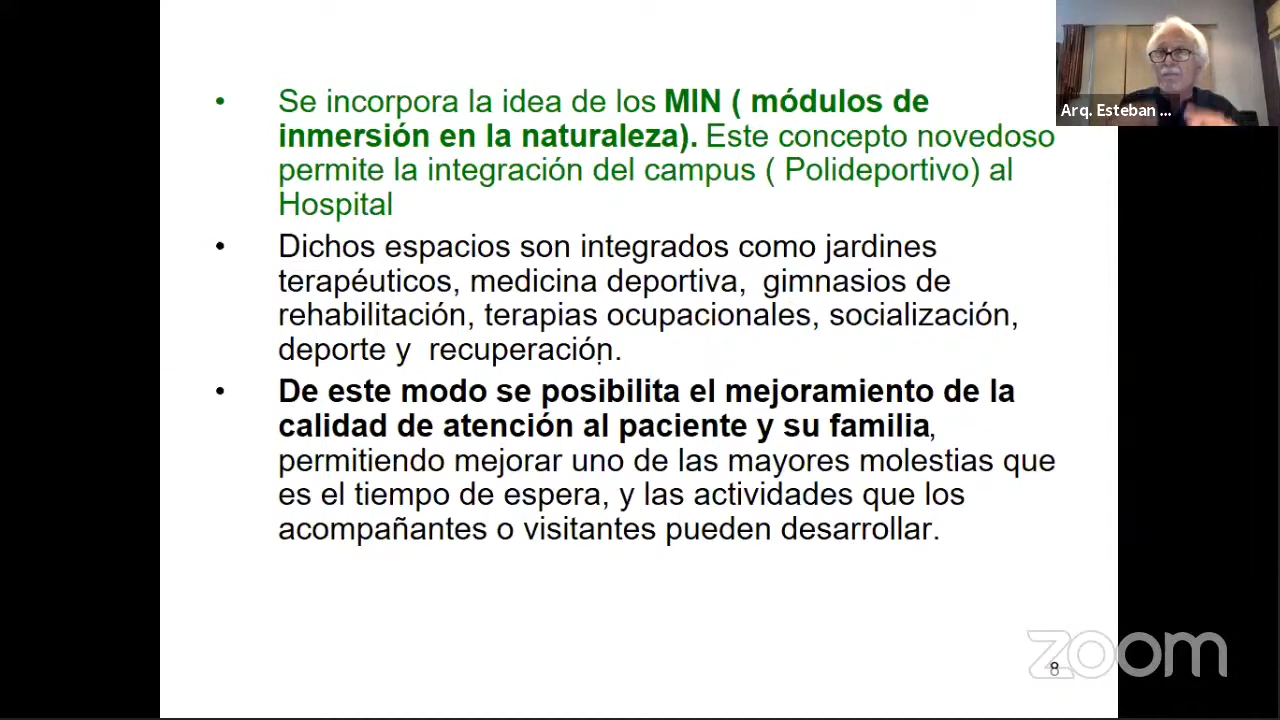 Se incorpora la idea de los MIN ( módulos de
inmersión en la naturaleza). Este concepto novedoso
permite la integración del campus ( Polideportivo) al
Hospital
Dichos espacios son integrados como jardines
terapéuticos, medicina deportiva, gimnasios de
rehabilitación, terapias ocupacionales, socialización,
deporte y recuperación.
De este modo se posibilita el mejoramiento de la
calidad de atención al paciente y su familia,
permitiendo mejorar uno de las mayores molestias que
es el tiempo de espera, y las actividades que los
acompañantes o visitantes pueden desarrollar.
Arq. Esteban ...
zoom
8